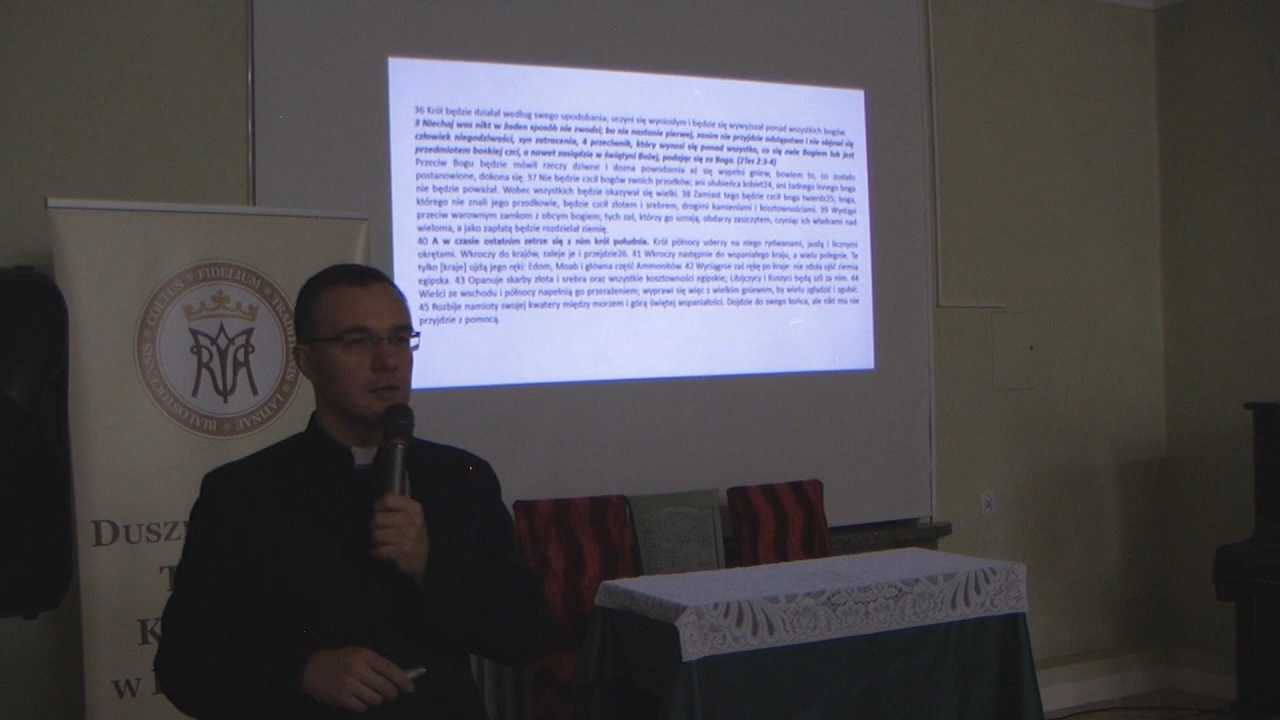 36 Król będzie działał według swego upodobania; uczyni się wyniosłym i będzie się wywyższał ponad wszystkich bogów.
3 Niechaj was nikt w żaden sposób nie zwodzi; bo nie nastanie pierwej, zanim nie przyjdzie odstępstwo i nie objawi się
człowiek niegodziwości, syn zatracenia, 4 przeciwnik, który wynosi się ponad wszystko, co się zwie Bogiem lub jest
przedmiotem boskiej czci, a nawet zasiądzie w świątyni Bożej, podając się za Boga. (2Tes 2:3-4)
Przeciw Bogu będzie mówił rzeczy dziwne i dozna powodzenia aż się wypełni gniew, bowiem to, co zostało
postanowione, dokona się. 37 Nie będzie czcił bogów swoich przodków; ani ulubieńca kobiet24, ani żadnego innego boga
nie będzie poważał. Wobec wszystkich będzie okazywał się wielki. 38 Zamiast tego będzie czcił boga twierdz25; boga,
którego nie znali jego przodkowie, będzie czcił złotem i srebrem, drogimi kamieniami i kosztownościami. 39 Wystąpi
przeciw warownym zamkom z obcym bogiem; tych zaś, którzy go uznają, obdarzy zaszczytem, czyniąc ich władcami nad
wieloma, a jako zapłatę będzie rozdzielał ziemię.
40 A w czasie ostatnim zetrze się z nim król południa. Król północy uderzy na niego rydwanami, jazdą i licznymi
okrętami. Wkroczy do krajów, zaleje je i przejdzie26. 41 Wkroczy następnie do wspaniałego kraju, a wielu polegnie. Te
tylko [kraje] ujdą jego ręki: Edom, Moab i główna część Ammonitów. 42 Wyciągnie zaś rękę po kraje: nie zdoła ujść ziemia
egipska. 43 Opanuje skarby złota i srebra oraz wszystkie kosztowności egipskie; Libijczycy i Kuszyci będą szli za nim. 44
Wieści ze wschodu i północy napełnią go przerażeniem; wyprawi się więc z wielkim gniewem, by wielu zgładzić i zgubić.
45 Rozbije namioty swojej kwatery między morzem i górą świętej wspaniałości. Dojdzie do swego końca, ale nikt mu nie
przyjdzie z pomocą.
COETUS * FIDELIUM * TRADITIONIS * LATINAE * BIALOSTOCENSIS
DUSZ
T
K
W